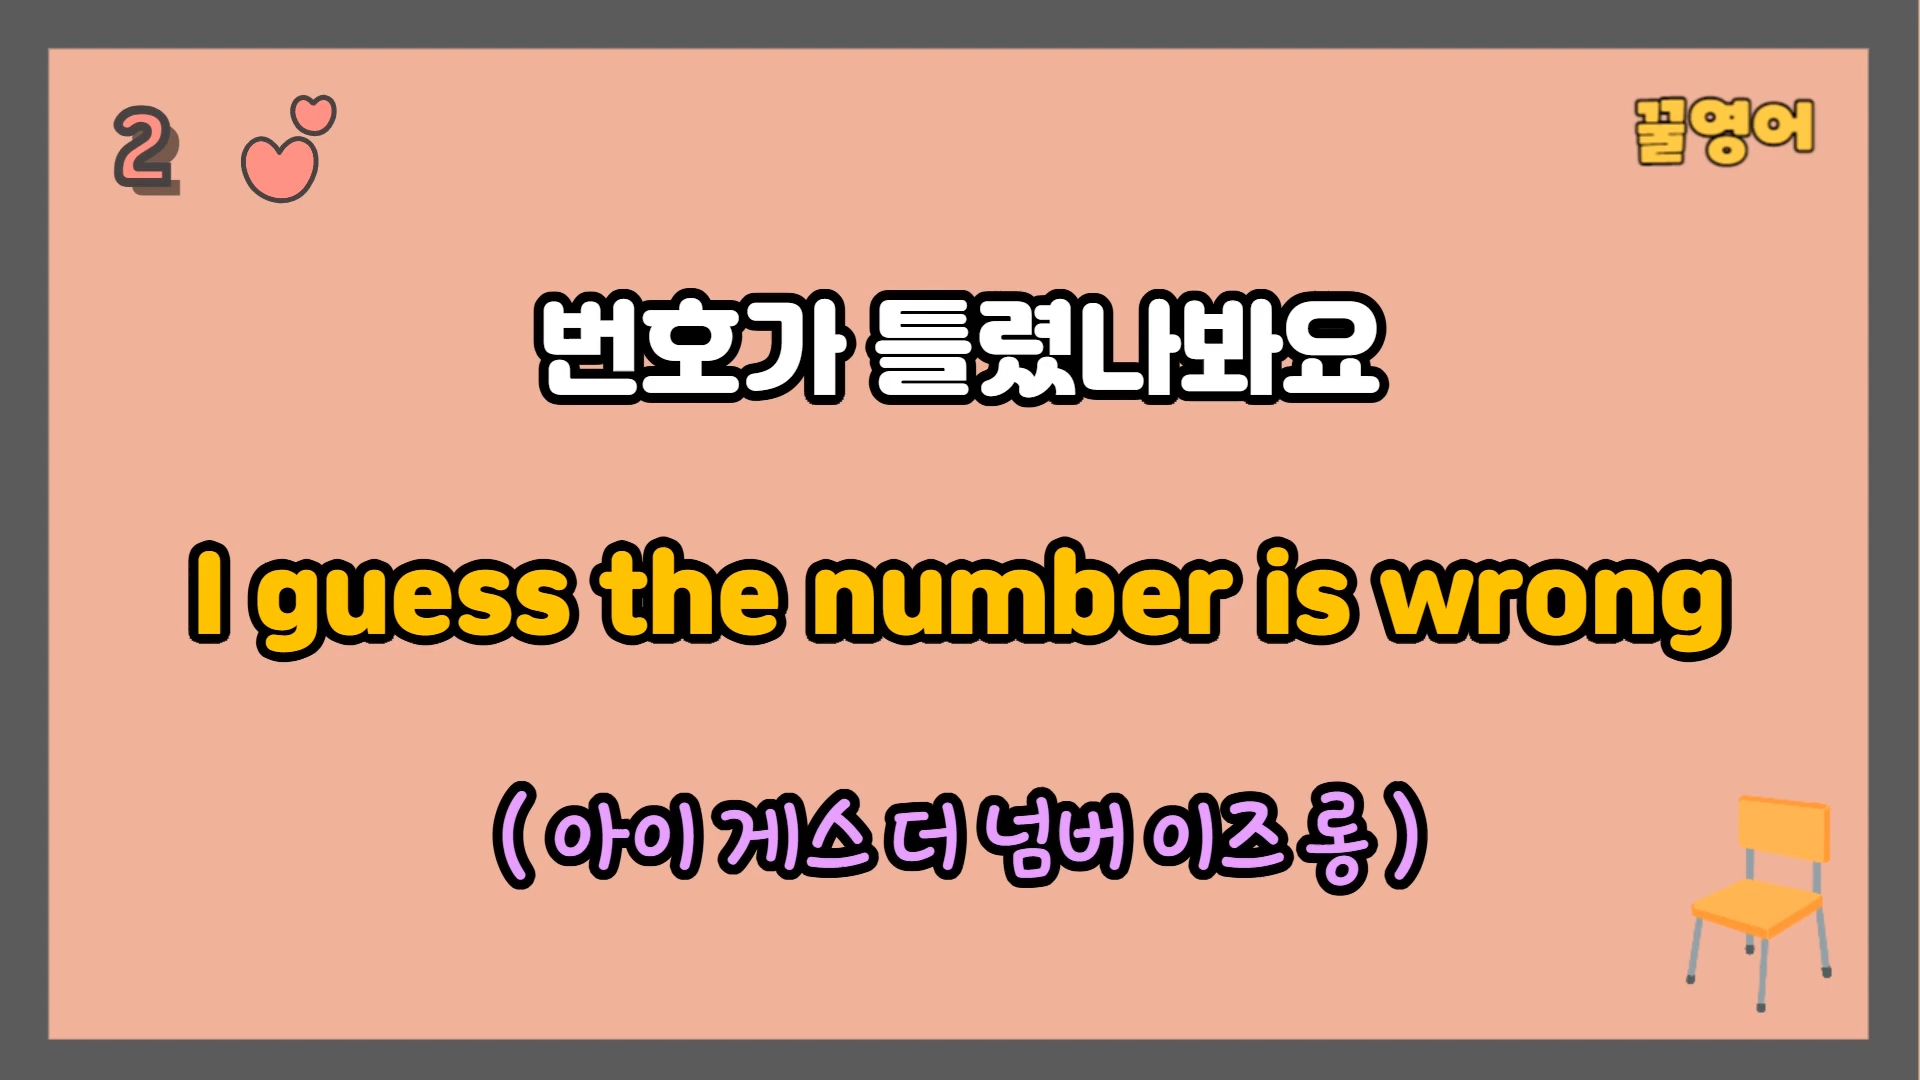 2
꿀영어
번호가 틀렸나봐요
I guess the number is wrong
( 아이 게스 더 넘버 이즈 롱 )